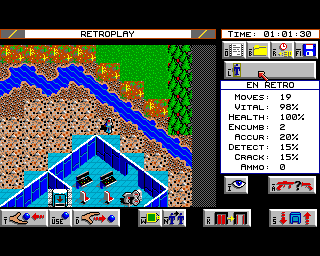 RETROPLAY
TIME: 01:01:30
EN RETRO
MOVES: 19
VITAL: 98%
HEALTH: 100%
ENCUMB: 2
ACCUR: 20%
DETECT: 15%
CRACK: 15%
AMMO: 0
USE